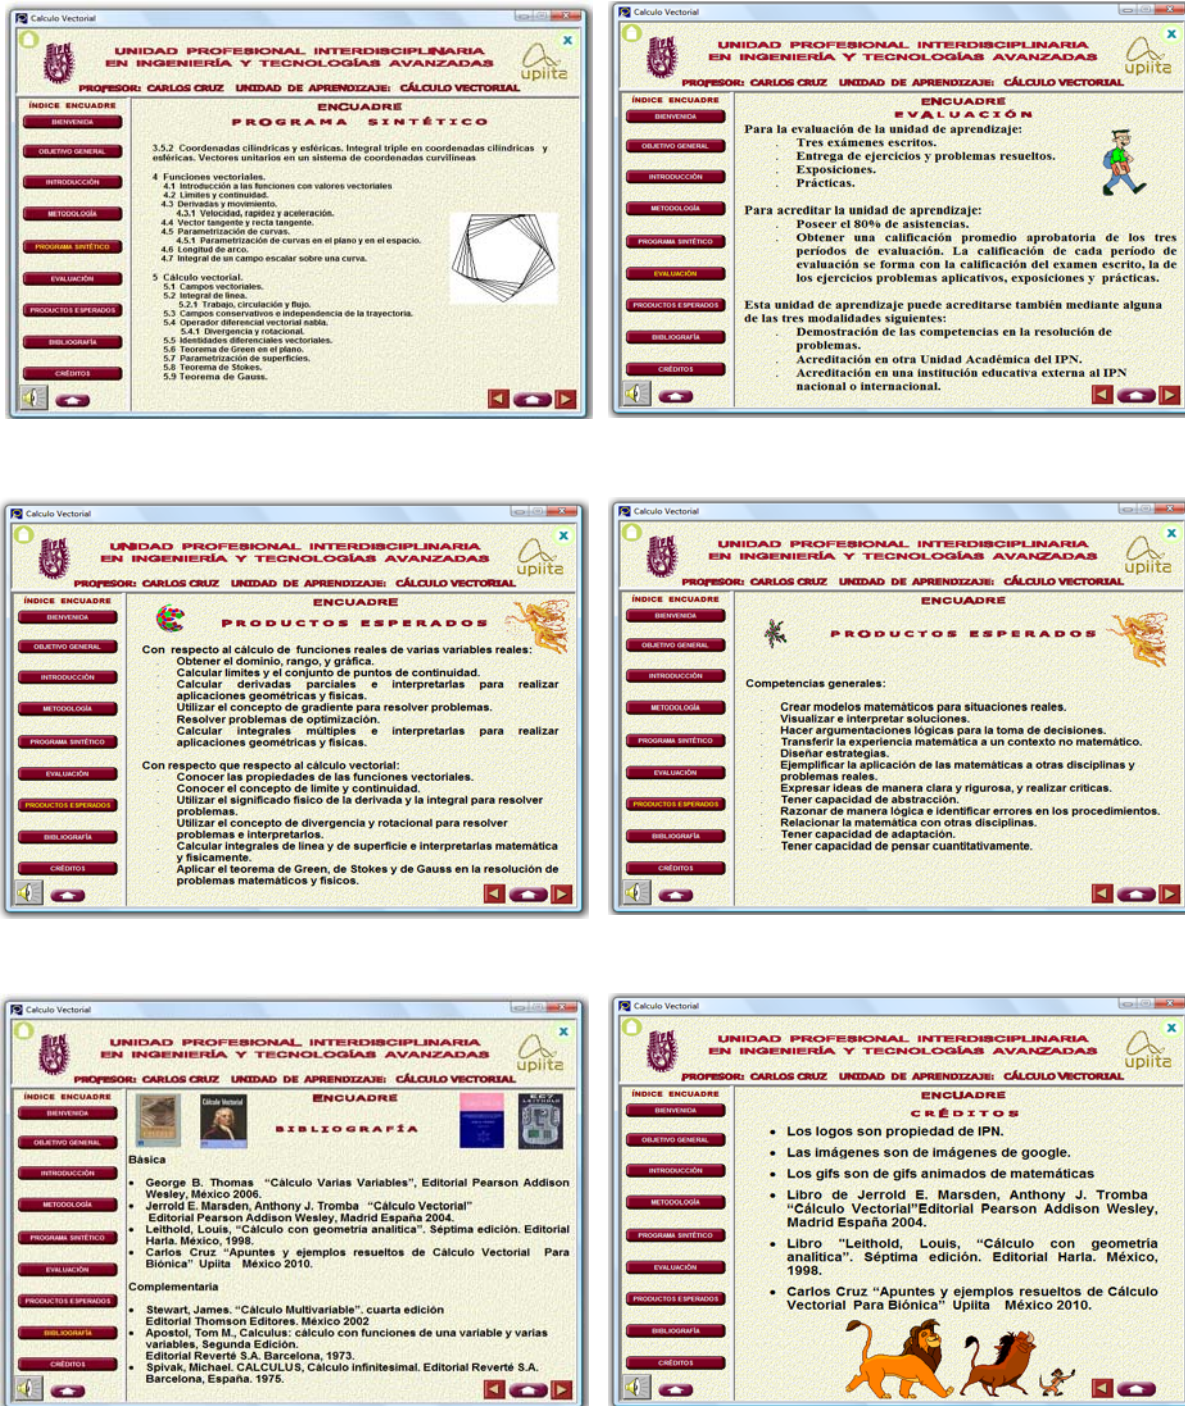 Calculo Vectorial
UNIDAD PROFESIONAL INTERDISCIPLINARIA
EN INGENIERÍA Y TECNOLOGÍAS AVANZADAS
upiita
PROFESOR: CARLOS CRUZ UNIDAD DE APRENDIZAJE: CÁLCULO VECTORIAL
ÍNDICE ENCUADRE
BIENVENIDA
OBJETIVO GENERAL
INTRODUCCIÓN
METODOLOGÍA
PROGRAMA SINTÉTICO
EVALUACIÓN
PRODUCTOS ESPERADOS
BIBLIOGRAFÍA
CRÉDITOS
ENCUADRE
PROGRAMA SINTÉTICO
3.5.2 Coordenadas cilíndricas y esféricas. Integral triple en coordenadas cilíndricas y
esféricas. Vectores unitarios en un sistema de coordenadas curvilíneas
4 Funciones vectoriales.
4.1 Introducción a las funciones con valores vectoriales
4.2 Límites y continuidad.
4.3 Derivadas y movimiento.
4.3.1 Velocidad, rapidez y aceleración.
4.4 Vector tangente y recta tangente.
4.5 Parametrización de curvas.
4.5.1 Parametrización de curvas en el plano y en el espacio.
4.6 Longitud de arco.
4.7 Integral de un campo escalar sobre una curva.
5 Cálculo vectorial.
5.1 Campos vectoriales.
5.2 Integral de línea.
5.2.1 Trabajo, circulación y flujo.
5.3 Campos conservativos e independencia de la trayectoria.
5.4 Operador diferencial vectorial nabla.
5.4.1 Divergencia y rotacional.
5.5 Identidades diferenciales vectoriales.
5.6 Teorema de Green en el plano.
5.7 Parametrización de superficies.
5.8 Teorema de Stokes.
5.9 Teorema de Gauss.
Calculo Vectorial
UNIDAD PROFESIONAL INTERDISCIPLINARIA
EN INGENIERÍA Y TECNOLOGÍAS AVANZADAS
upiita
PROFESOR: CARLOS CRUZ UNIDAD DE APRENDIZAJE: CÁLCULO VECTORIAL
ÍNDICE ENCUADRE
BIENVENIDA
OBJETIVO GENERAL
INTRODUCCIÓN
METODOLOGÍA
PROGRAMA SINTÉTICO
EVALUACIÓN
PRODUCTOS ESPERADOS
BIBLIOGRAFÍA
CRÉDITOS
ENCUADRE
EVALUACIÓN
Para la evaluación de la unidad de aprendizaje:
Tres exámenes escritos.
Entrega de ejercicios y problemas resueltos.
Exposiciones.
Prácticas.
Para acreditar la unidad de aprendizaje:
Poseer el 80% de asistencias.
Obtener una calificación promedio aprobatoria de los tres
períodos de evaluación. La calificación de cada período de
evaluación se forma con la calificación del examen escrito, la de
los ejercicios problemas aplicativos, exposiciones y prácticas.
Esta unidad de aprendizaje puede acreditarse también mediante alguna
de las tres modalidades siguientes:
Demostración de las competencias en la resolución de
problemas.
Acreditación en otra Unidad Académica del IPN.
Acreditación en una institución educativa externa al IPN
nacional o internacional.
Calculo Vectorial
UNIDAD PROFESIONAL INTERDISCIPLINARIA
EN INGENIERÍA Y TECNOLOGÍAS AVANZADAS
upiita
PROFESOR: CARLOS CRUZ UNIDAD DE APRENDIZAJE: CÁLCULO VECTORIAL
ÍNDICE ENCUADRE
BIENVENIDA
OBJETIVO GENERAL
INTRODUCCIÓN
METODOLOGÍA
PROGRAMA SINTÉTICO
EVALUACIÓN
PRODUCTOS ESPERADOS
BIBLIOGRAFÍA
CRÉDITOS
ENCUADRE
PRODUCTOS ESPERADOS
Con respecto al cálculo de funciones reales de varias variables reales:
Obtener el dominio, rango, y gráfica.
Calcular límites y el conjunto de puntos de continuidad.
Calcular derivadas parciales e interpretarlas para realizar
aplicaciones geométricas y físicas.
Utilizar el concepto de gradiente para resolver problemas.
Resolver problemas de optimización.
Calcular integrales múltiples e interpretarlas para realizar
aplicaciones geométricas y físicas.
Con respecto que respecto al cálculo vectorial:
Conocer las propiedades de las funciones vectoriales.
Conocer el concepto de límite y continuidad.
Utilizar el significado físico de la derivada y la integral para resolver
problemas.
Utilizar el concepto de divergencia y rotacional para resolver
problemas e interpretarlos.
Calcular integrales de línea y de superficie e interpretarlas matemática
y físicamente.
Aplicar el teorema de Green, de Stokes y de Gauss en la resolución de
problemas matemáticos y físicos.
Calculo Vectorial
UNIDAD PROFESIONAL INTERDISCIPLINARIA
EN INGENIERÍA Y TECNOLOGÍAS AVANZADAS
upiita
PROFESOR: CARLOS CRUZ UNIDAD DE APRENDIZAJE: CÁLCULO VECTORIAL
ÍNDICE ENCUADRE
BIENVENIDA
OBJETIVO GENERAL
INTRODUCCIÓN
METODOLOGÍA
PROGRAMA SINTÉTICO
EVALUACIÓN
PRODUCTOS ESPERADOS
BIBLIOGRAFÍA
CRÉDITOS
ENCUADRE
PRODUCTOS ESPERADOS
Competencias generales:
Crear modelos matemáticos para situaciones reales.
Visualizar e interpretar soluciones.
Hacer argumentaciones lógicas para la toma de decisiones.
Transferir la experiencia matemática a un contexto no matemático.
Diseñar estrategias.
Ejemplificar la aplicación de las matemáticas a otras disciplinas y
problemas reales.
Expresar ideas de manera clara y rigurosa, y realizar críticas.
Tener capacidad de abstracción.
Razonar de manera lógica e identificar errores en los procedimientos.
Relacionar la matemática con otras disciplinas.
Tener capacidad de adaptación.
Tener capacidad de pensar cuantitativamente.
Calculo Vectorial
UNIDAD PROFESIONAL INTERDISCIPLINARIA
EN INGENIERÍA Y TECNOLOGÍAS AVANZADAS
upiita
PROFESOR: CARLOS CRUZ UNIDAD DE APRENDIZAJE: CÁLCULO VECTORIAL
ÍNDICE ENCUADRE
BIENVENIDA
OBJETIVO GENERAL
INTRODUCCIÓN
METODOLOGÍA
PROGRAMA SINTÉTICO
EVALUACIÓN
PRODUCTOS ESPERADOS
BIBLIOGRAFÍA
CRÉDITOS
Cálculo Vectorial
ENCUADRE
EC7
LEITHOLD
BIBLIOGRAFÍA
Básica
• George B. Thomas “Cálculo Varias Variables”, Editorial Pearson Addison
Wesley, México 2006.
• Jerrold E. Marsden, Anthony J. Tromba “Cálculo Vectorial”
Editorial Pearson Addison Wesley, Madrid España 2004.
• Leithold, Louis, “Cálculo con geometría analítica”. Séptima edición. Editorial
Harla. México, 1998.
• Carlos Cruz “Apuntes y ejemplos resueltos de Cálculo Vectorial Para
Biónica” Upiita México 2010.
Complementaria
• Stewart, James. “Cálculo Multivariable”. cuarta edición
Editorial Thomson Editores. México 2002
• Apostol, Tom M., Calculus: cálculo con funciones de una variable y varias
variables, Segunda Edición.
Editorial Reverté S.A. Barcelona, 1973.
• Spivak, Michael. CALCULUS, Cálculo infinitesimal. Editorial Reverté S.A.
Barcelona, España. 1975.
Calculo Vectorial
UNIDAD PROFESIONAL INTERDISCIPLINARIA
EN INGENIERÍA Y TECNOLOGÍAS AVANZADAS
upiita
PROFESOR: CARLOS CRUZ UNIDAD DE APRENDIZAJE: CÁLCULO VECTORIAL
ÍNDICE ENCUADRE
BIENVENIDA
OBJETIVO GENERAL
INTRODUCCIÓN
METODOLOGÍA
PROGRAMA SINTÉTICO
EVALUACIÓN
PRODUCTOS ESPERADOS
BIBLIOGRAFÍA
CRÉDITOS
ENCUADRE
CRÉDITOS
• Los logos son propiedad de IPN.
• Las imágenes son de imágenes de google.
• Los gifs son de gifs animados de matemáticas
• Libro de Jerrold E. Marsden, Anthony J. Tromba
“Cálculo Vectorial”Editorial Pearson Addison Wesley,
Madrid España 2004.
• Libro "Leithold, Louis, “Cálculo con geometría
analítica”. Séptima edición. Editorial Harla. México,
1998.
• Carlos Cruz “Apuntes y ejemplos resueltos de Cálculo
Vectorial Para Biónica” Upiita México 2010.